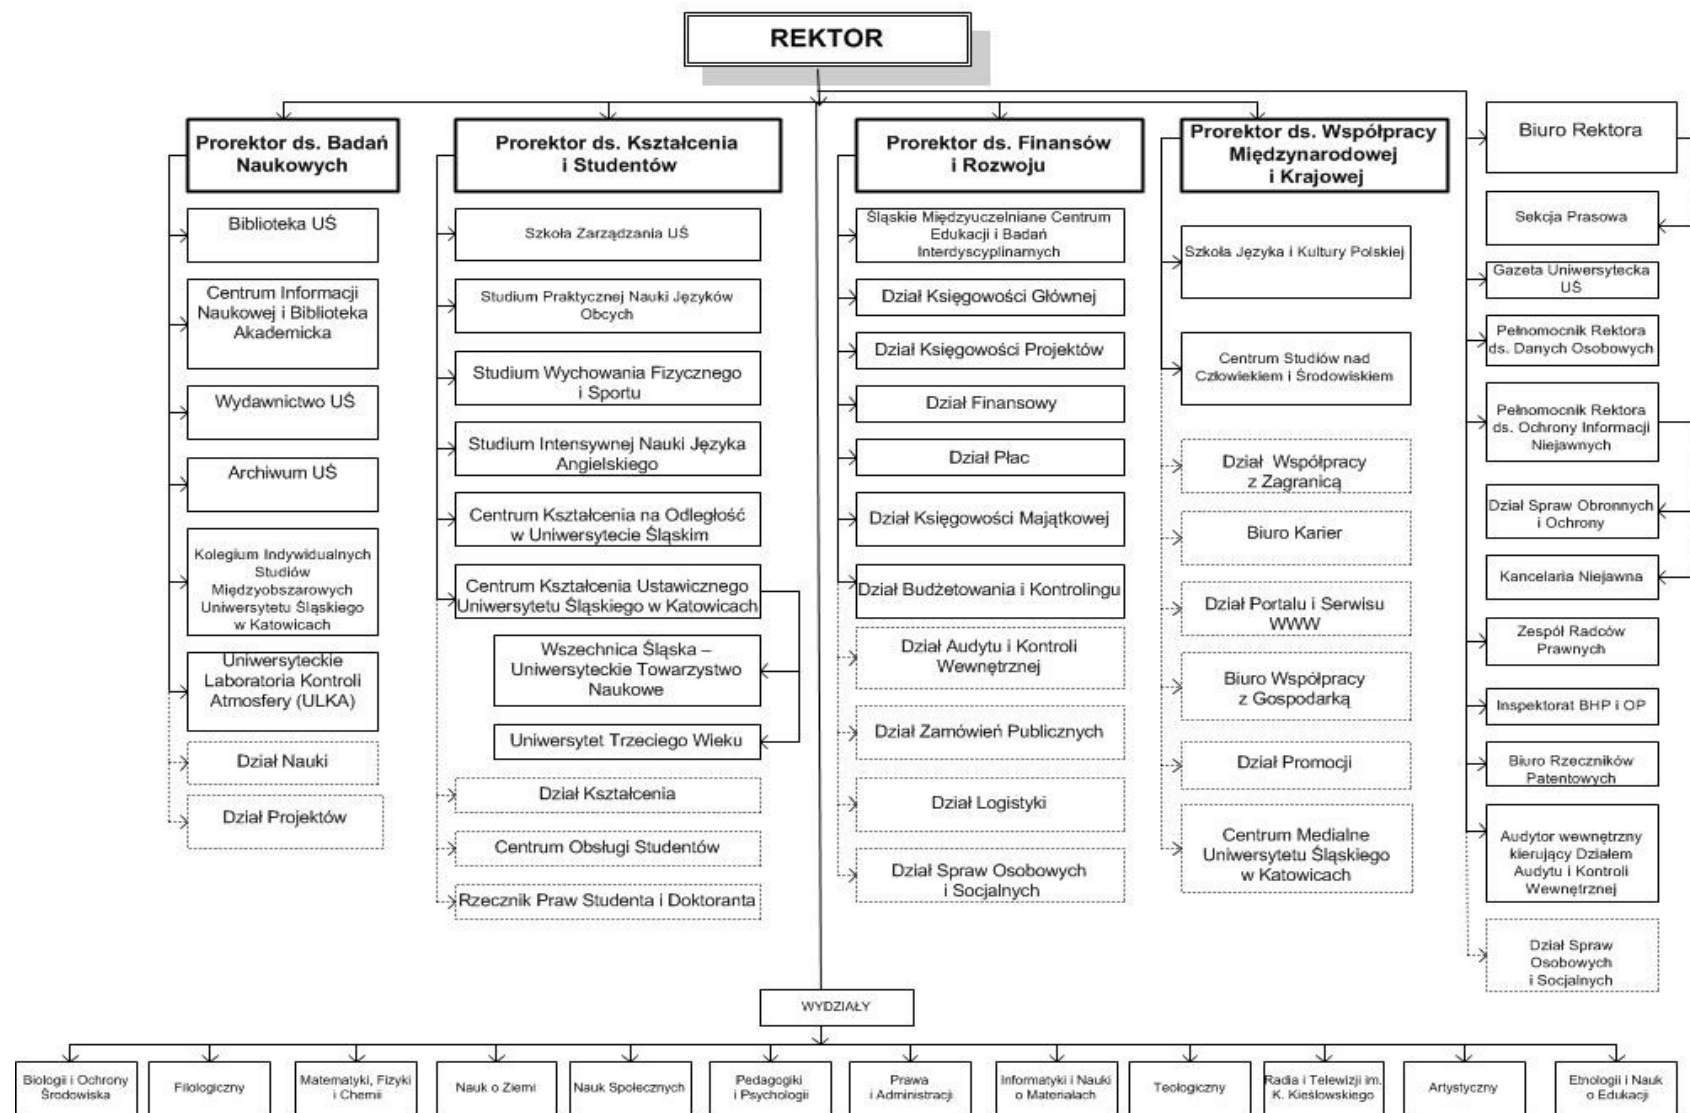 REKTOR
Prorektor ds. Badań
Naukowych
Biblioteka UŚ
Centrum Informacji
Naukowej i Biblioteka
Akademicka
Wydawnictwo UŚ
Archiwum UŚ
Kolegium Indywidualnych
Studiów
Międzyobszarowych
Uniwersytetu Śląskiego
w Katowicach
Uniwersyteckie
Laboratoria Kontroli
Atmosfery (ULKA)
Dział Nauki
Dział Projektów
Prorektor ds. Kształcenia
i Studentów
Szkoła Zarządzania UŚ
Studium Praktycznej Nauki Języków
Obcych
Studium Wychowania Fizycznego
i Sportu
Studium Intensywnej Nauki Języka
Angielskiego
Centrum Kształcenia na Odległość
w Uniwersytecie Śląskim
Centrum Kształcenia Ustawicznego
Uniwersytetu Śląskiego w Katowicach
Wszechnica Śląska –
Uniwersyteckie Towarzystwo
Naukowe
Uniwersytet Trzeciego Wieku
Dział Kształcenia
Centrum Obsługi Studentów
Rzecznik Praw Studenta i Doktoranta
Prorektor ds. Finansów
i Rozwoju
Śląskie Międzyuczelniane Centrum
Edukacji i Badań
Interdyscyplinarnych
Dział Księgowości Głównej
Dział Księgowości Projektów
Dział Finansowy
Dział Płac
Dział Księgowości Majątkowej
Dział Budżetowania i Kontrolingu
Dział Audytu i Kontroli
Wewnętrznej
Dział Zamówień Publicznych
Dział Logistyki
Dział Spraw Osobowych
i Socjalnych
Prorektor ds. Współpracy
Międzynarodowej
i Krajowej
Szkoła Języka i Kultury Polskiej
Centrum Studiów nad
Człowiekiem i Środowiskiem
Dział Współpracy
z Zagranicą
Biuro Karier
Dział Portalu i Serwisu
WWW
Biuro Współpracy
z Gospodarką
Dział Promocji
Centrum Medialne
Uniwersytetu Śląskiego
w Katowicach
Biuro Rektora
Sekcja Prasowa
Gazeta Uniwersytecka
UŚ
Pełnomocnik Rektora
ds. Danych Osobowych
Pełnomocnik Rektora
ds. Ochrony Informacji
Niejawnych
Dział Spraw Obronnych
i Ochrony
Kancelaria Niejawna
Zespół Radców
Prawnych
Inspektorat BHP i OP
Biuro Rzeczników
Patentowych
Audytor wewnętrzny
kierujący Działem
Audytu i Kontroli
Wewnętrznej
Dział Spraw
Osobowych
i Socjalnych
WYDZIAŁY
Biologii i Ochrony
Środowiska
Filologiczny
Matematyki, Fizyki
i Chemii
Nauk o Ziemi
Nauk Społecznych
Pedagogiki
i Psychologii
Prawa
i Administracji
Informatyki i Nauki
o Materiałach
Teologiczny
Radia i Telewizji im.
K. Kieślowskiego
Artystyczny
Etnologii i Nauk
o Edukacji